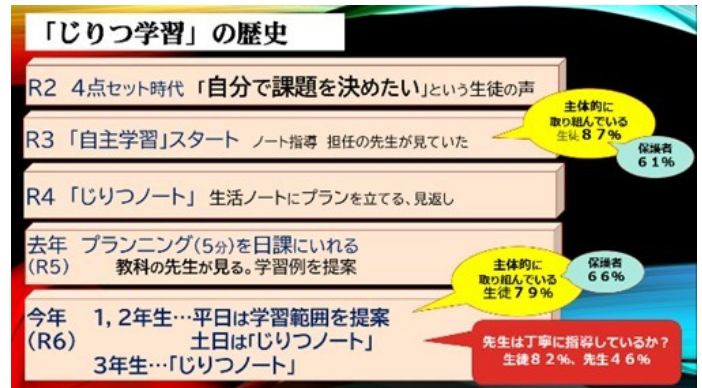 「じりつ学習」の歴史
R2 4点セット時代 「自分で課題を決めたい」という生徒の声
R3 「自主学習」スタート ノート指導 担任の先生が見ていた
主体的に
取り組んでいる
生徒87%
保護者
61%
R4 「じりつノート」 生活ノートにプランを立てる、見返し
去年 プランニング(5分)を日課にいれる
(R5) 教科の先生が見る。学習例を提案
主体的に
取り組んでいる
生徒79%
保護者
66%
今年 1,2年生…平日は学習範囲を提案
(R6) 土日は「じりつノート」
3年生…「じりつノート」
先生は丁寧に指導しているか？
生徒82%、先生46%